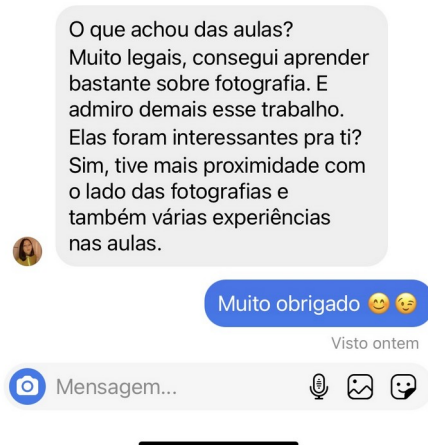 O que achou das aulas?
Muito legais, consegui aprender
bastante sobre fotografia. E
admiro demais esse trabalho.
Elas foram interessantes pra ti?
Sim, tive mais proximidade com
o lado das fotografias e
também várias experiências
nas aulas.
Muito obrigado 😊😉
Visto ontem
Mensagem...